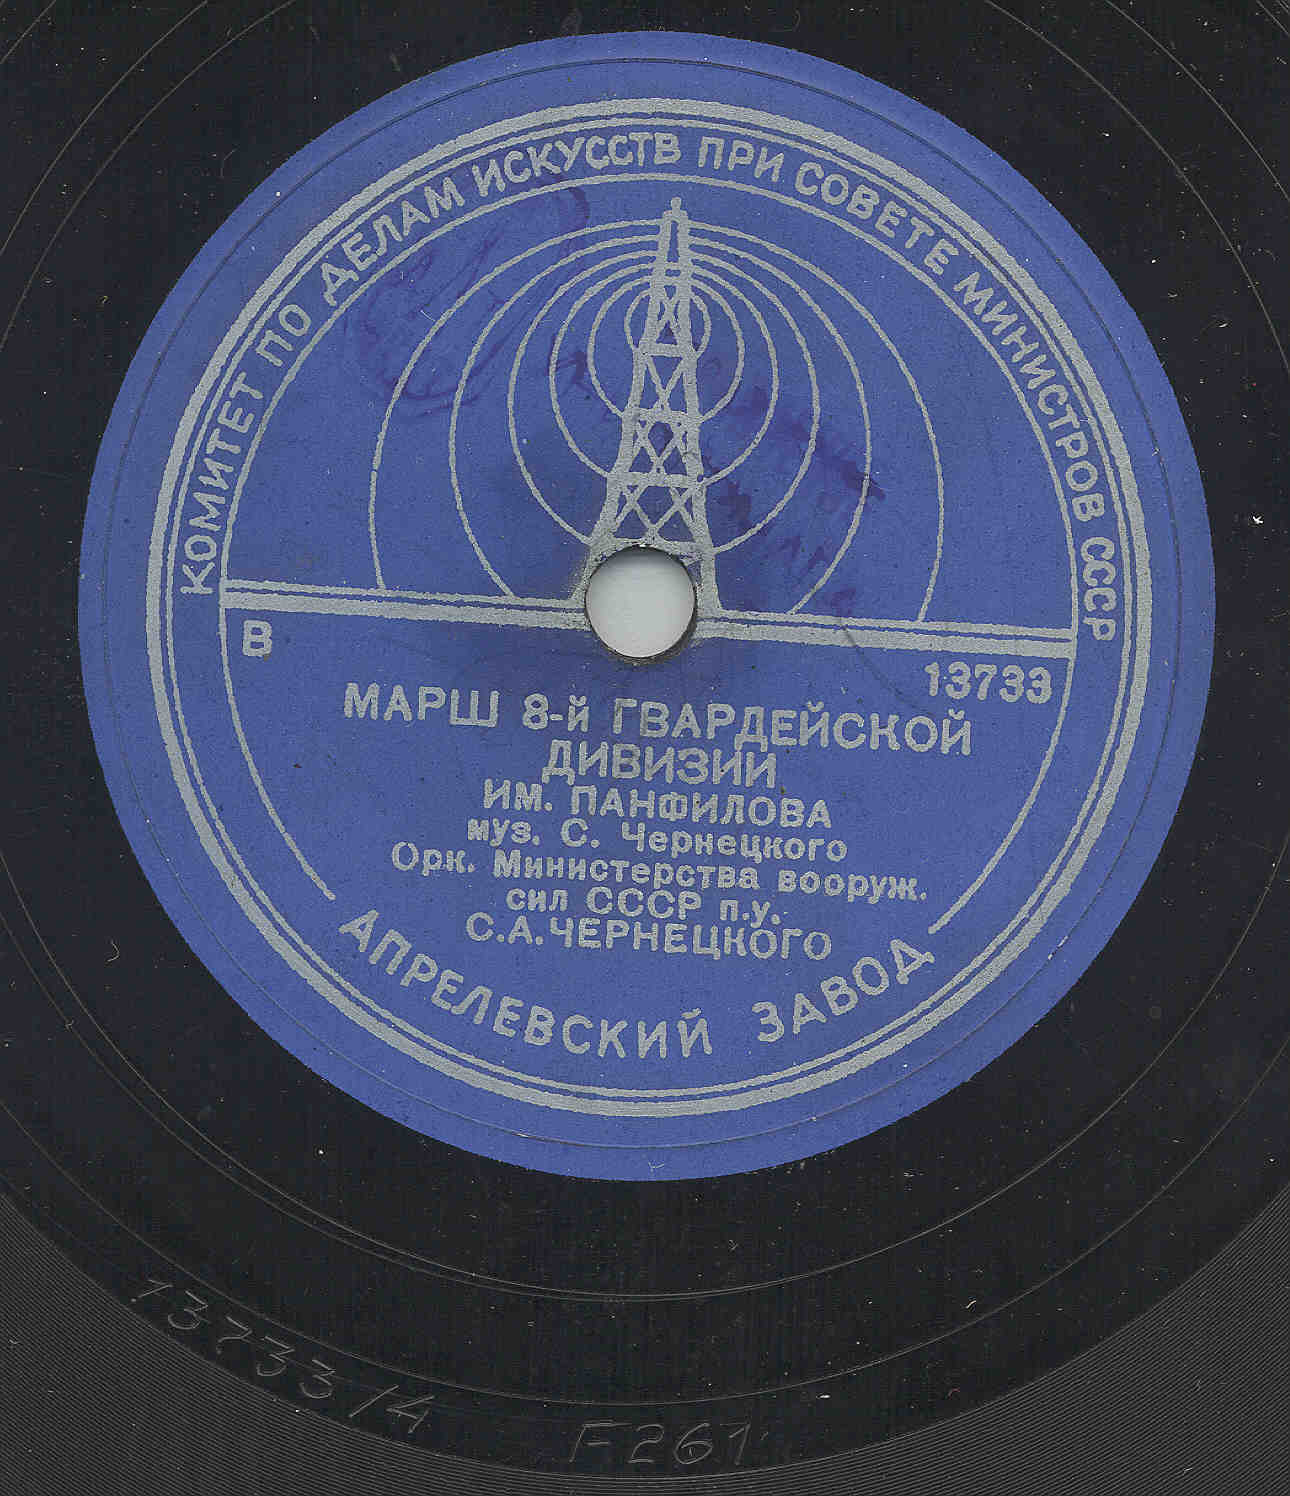 КОМИТЕТ ПО ДЕЛАМ ИСКУССТВ ПРИ СОВЕТЕ МИНИСТРОВ СССР
В
13733
МАРШ 8-й ГВАРДЕЙСКОЙ
ДИВИЗИИ
ИМ. ПАНФИЛОВА
муз. С. Чернецкого
Орк. Министерства вооруж.
сил СССР п.у.
С.А.ЧЕРНЕЦКОГО
АПРЕЛЕВСКИЙ ЗАВОД
13733/4
F261